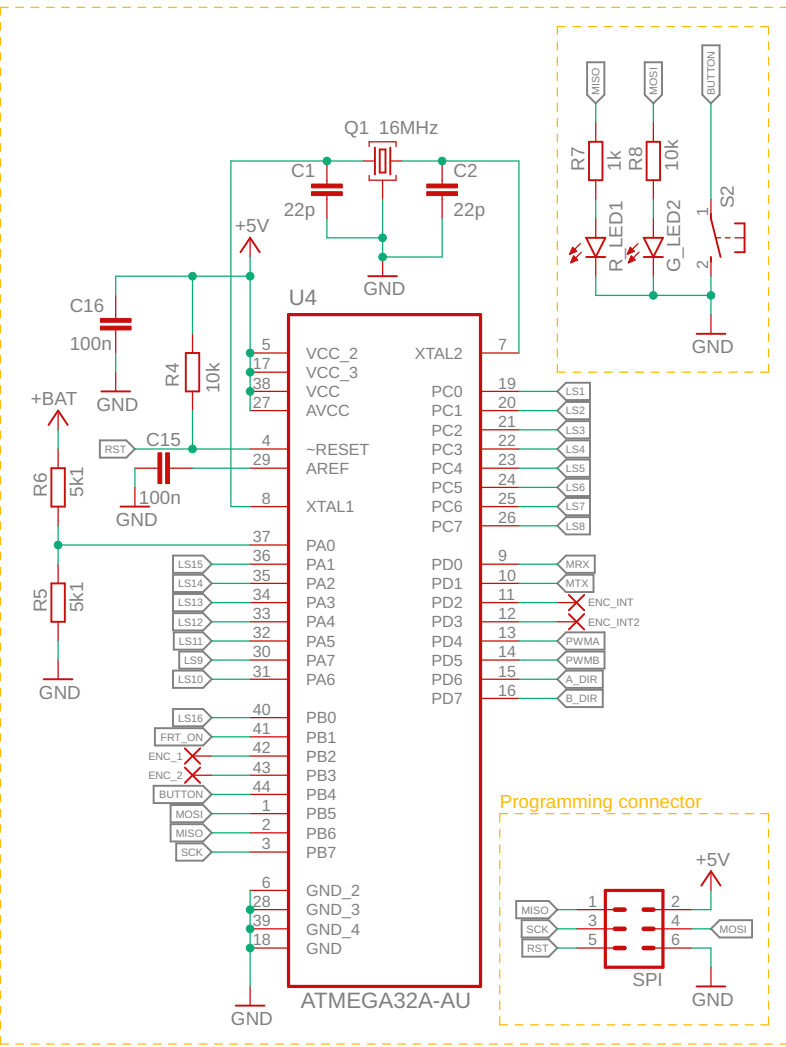 MISO
MOSI
BUTTON
R7
1k
R8
10k
S2
1
2
R_LED1
G_LED2
GND
Q1 16MHz
C1
22p
C2
22p
GND
+5V
C16
100n
GND
R4
10k
+BAT
R6
5k1
R5
5k1
GND
RST
C15
100n
GND
U4
5 VCC_2
17 VCC_3
38 VCC
27 AVCC
4 ~RESET
29 AREF
8 XTAL1
37 PA0
LS15 36 PA1
LS14 35 PA2
LS13 34 PA3
LS12 33 PA4
LS11 32 PA5
LS9 30 PA7
LS10 31 PA6
LS16 40 PB0
FRT_ON 41 PB1
ENC_1 42 PB2
ENC_2 43 PB3
BUTTON 44 PB4
MOSI 1 PB5
MISO 2 PB6
SCK 3 PB7
6 GND_2
28 GND_3
39 GND_4
18 GND
GND
XTAL2 7
PC0 19 LS1
PC1 20 LS2
PC2 21 LS3
PC3 22 LS4
PC4 23 LS5
PC5 24 LS6
PC6 25 LS7
PC7 26 LS8
PD0 9 MRX
PD1 10 MTX
PD2 11 ENC_INT
PD3 12 ENC_INT2
PD4 13 PWMA
PD5 14 PWMB
PD6 15 A_DIR
PD7 16 B_DIR
ATMEGA32A-AU
Programming connector
+5V
MISO 1 2
SCK 3 4 MOSI
RST 5 6
SPI
GND